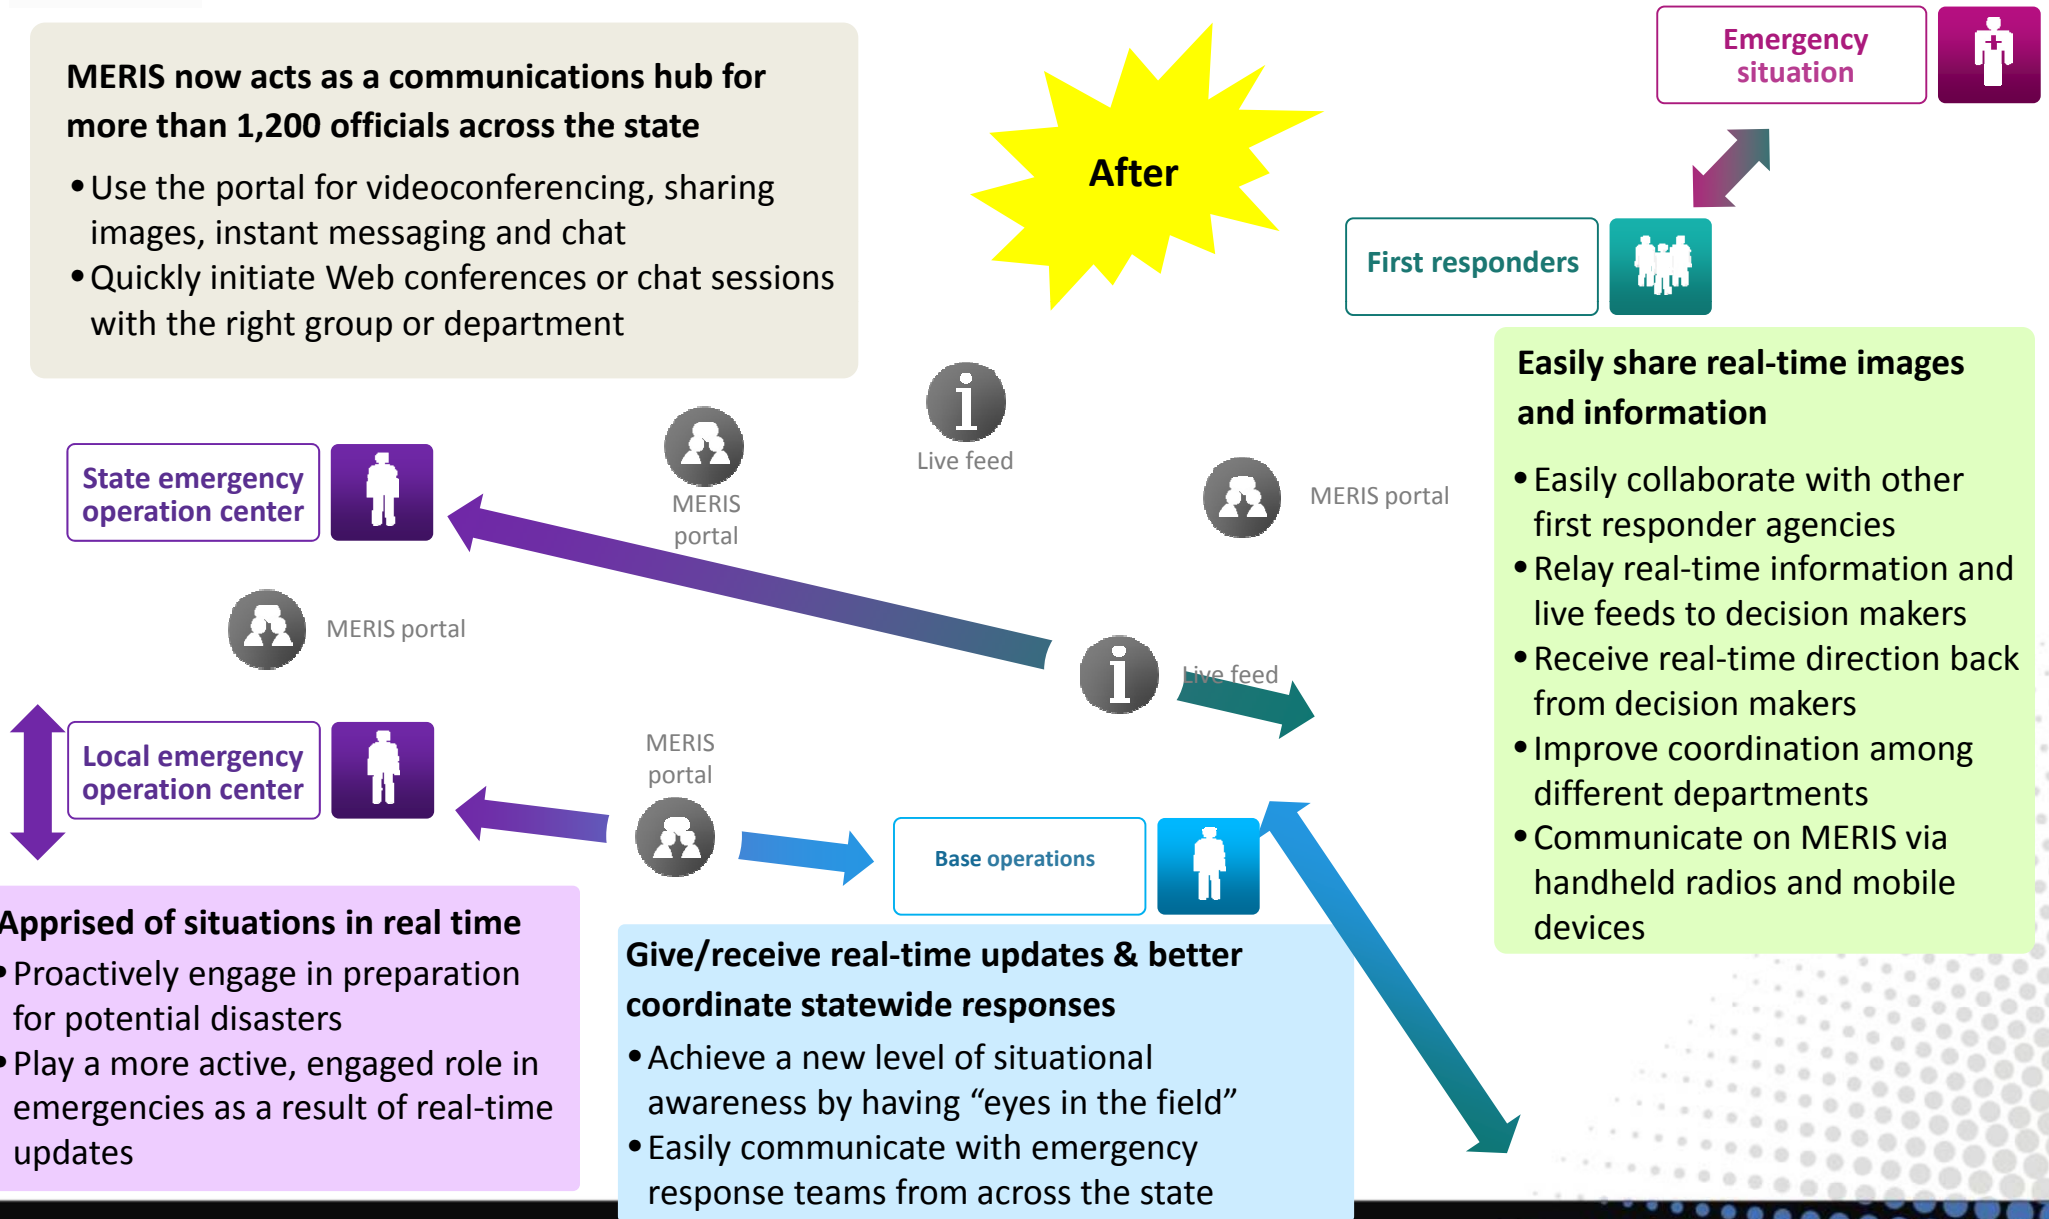 MERIS now acts as a communications hub for
more than 1,200 officials across the state
• Use the portal for videoconferencing, sharing
images, instant messaging and chat
• Quickly initiate Web conferences or chat sessions
with the right group or department
After
Emergency
situation
First responders
Easily share real-time images
and information
• Easily collaborate with other
first responder agencies
• Relay real-time information and
live feeds to decision makers
• Receive real-time direction back
from decision makers
• Improve coordination among
different departments
• Communicate on MERIS via
handheld radios and mobile
devices
Live feed
MERIS
portal
MERIS portal
State emergency
operation center
MERIS portal
Live feed
Local emergency
operation center
MERIS
portal
Base operations
Apprised of situations in real time
• Proactively engage in preparation
for potential disasters
• Play a more active, engaged role in
emergencies as a result of real-time
updates
Give/receive real-time updates & better
coordinate statewide responses
• Achieve a new level of situational
awareness by having “eyes in the field”
• Easily communicate with emergency
response teams from across the state